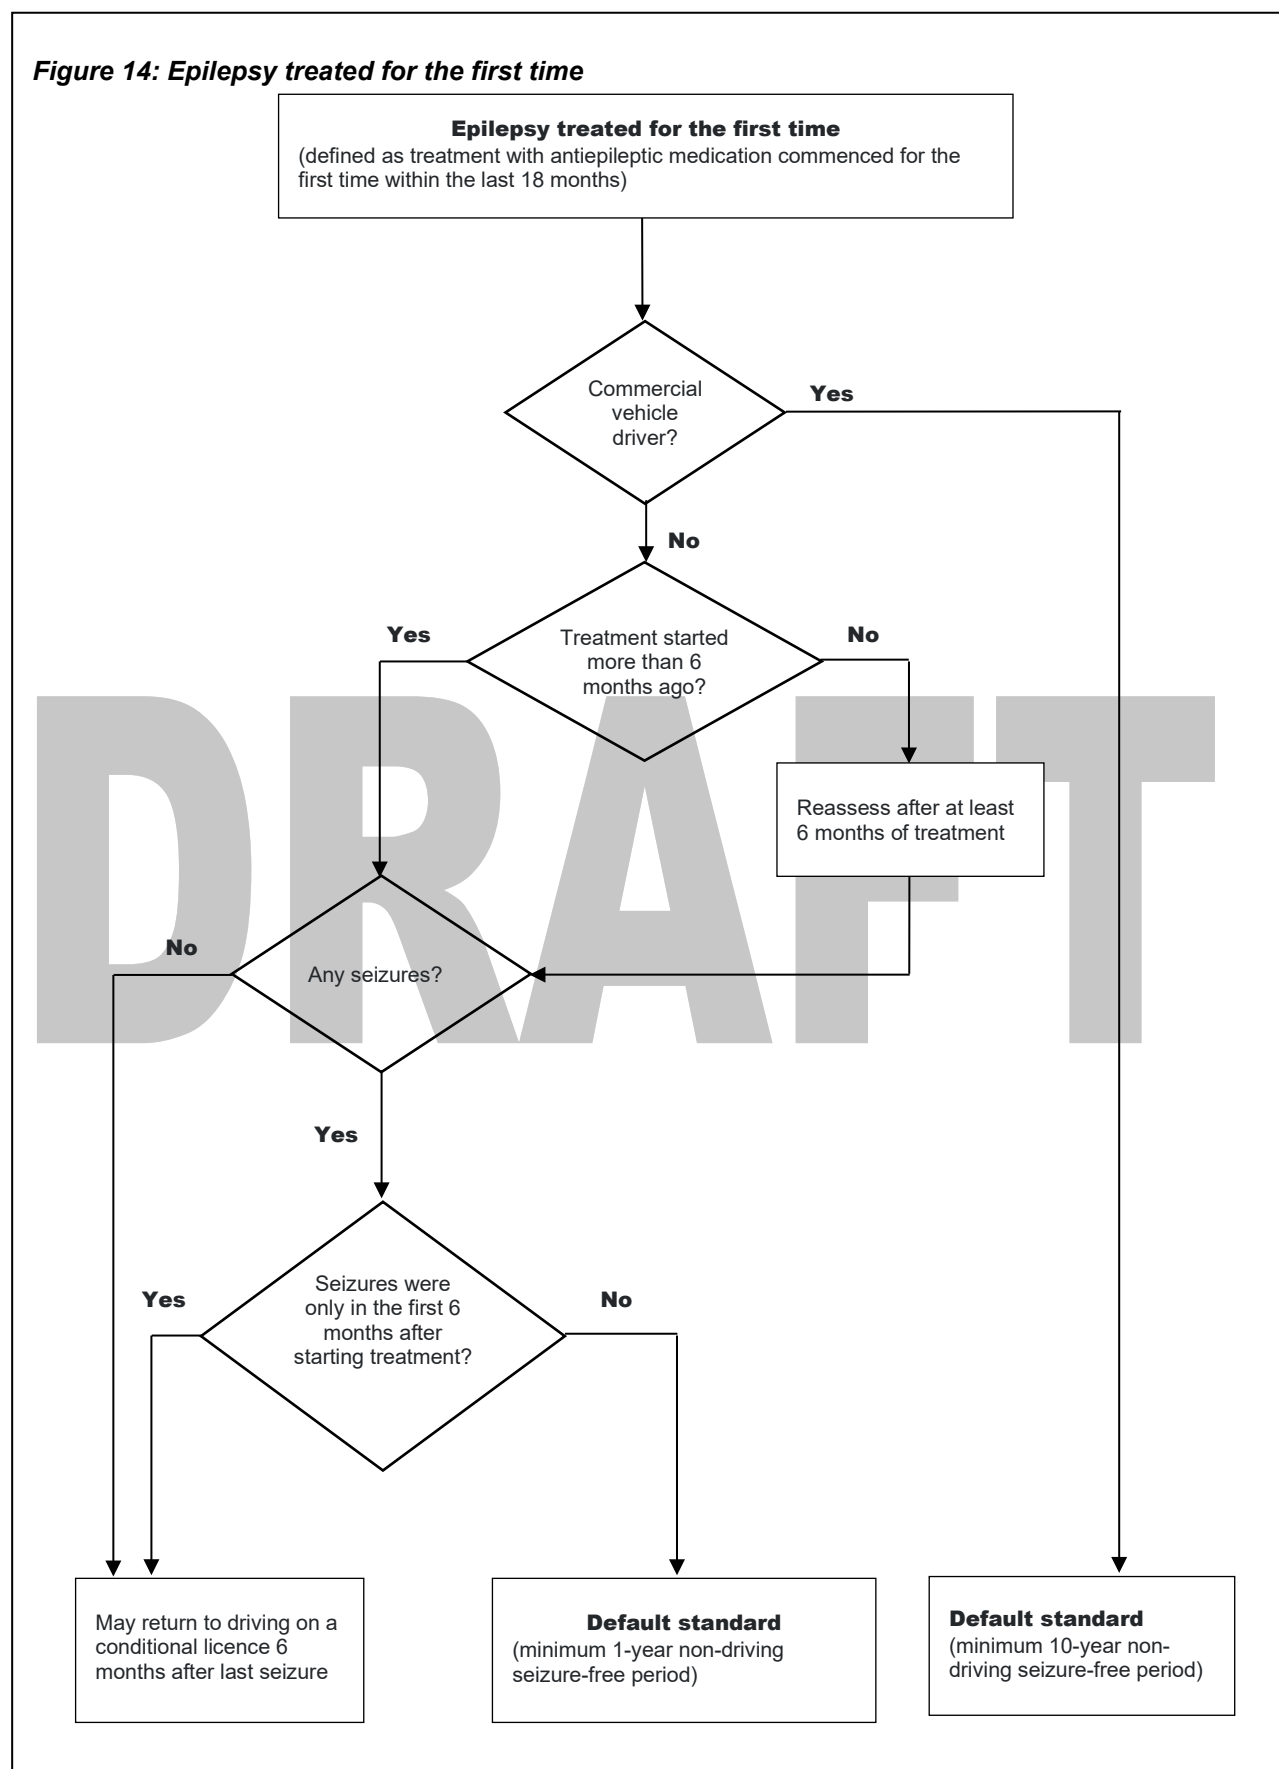 Figure 14: Epilepsy treated for the first time
Epilepsy treated for the first time
(defined as treatment with antiepileptic medication commenced for the
first time within the last 18 months)
Commercial
vehicle
driver?
Yes
No
Treatment started
more than 6
months ago?
Yes
No
Reassess after at least
6 months of treatment
DRAFT
Any seizures?
No
Yes
Seizures were
only in the first 6
months after
starting treatment?
Yes
No
May return to driving on a
conditional licence 6
months after last seizure
Default standard
(minimum 1-year non-driving
seizure-free period)
Default standard
(minimum 10-year non-
driving seizure-free period)